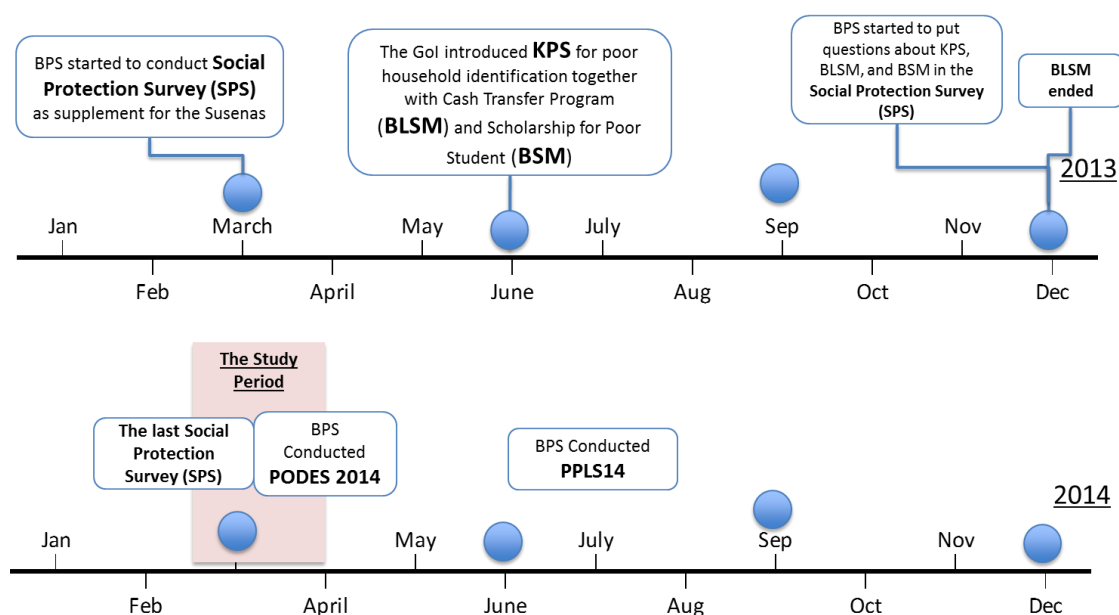 BPS started to conduct Social
Protection Survey (SPS)
as supplement for the Susenas
The GoI introduced KPS for poor
household identification together
with Cash Transfer Program
(BLSM) and Scholarship for Poor
Student (BSM)
BPS started to put
questions about KPS,
BLSM, and BSM in the
Social Protection Survey
(SPS)
BLSM
ended
2013
Jan
March
May
July
Sep
Nov
Feb
April
June
Aug
Oct
Dec
The Study
Period
The last Social
Protection
Survey (SPS)
BPS
Conducted
PODES 2014
BPS Conducted
PPLS14
2014
Jan
May
July
Sep
Nov
Feb
April
June
Aug
Oct
Dec